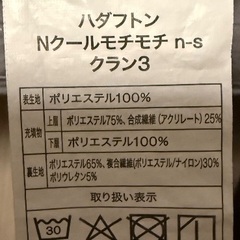 ハダフトン
Nクールモチモチ n-s
クラン3
表生地 ポリエステル100%
充填物 上層 ポリエステル75%、合成繊維(アクリレート) 25%
下層 ポリエステル100%
裏生地 ポリエステル65%、複合繊維(ポリエステル/ナイロン)30%
ポリウレタン5%
取り扱い表示
30